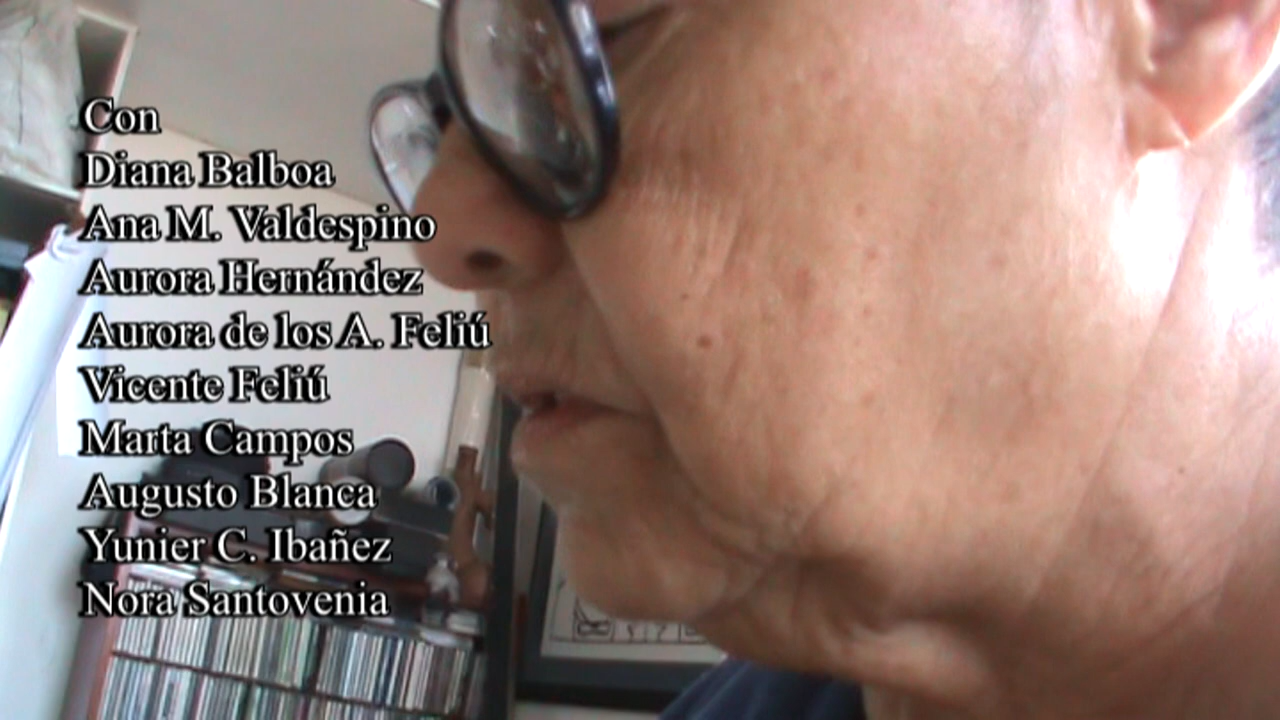 Con
Diana Balboa
Ana M. Valdespino
Aurora Hernández
Aurora de los A. Feliú
Vicente Feliú
Marta Campos
Augusto Blanca
Yunier C. Ibañez
Nora Santovenia